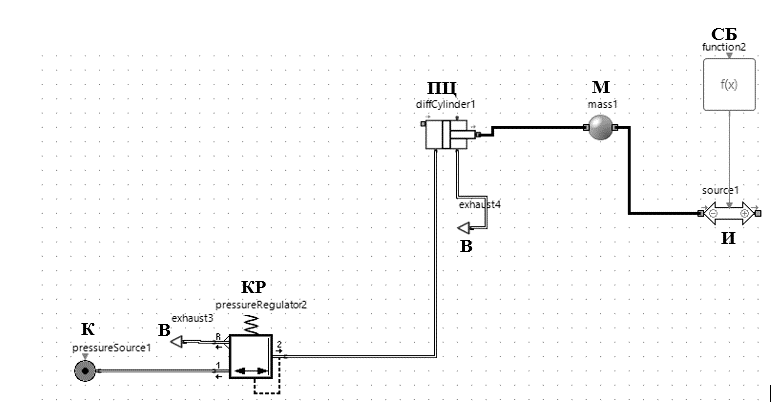 СБ
function2
f(x)
ПЦ
diffCylinder1
М
mass1
source1
И
exhaust4
В
КР
pressureRegulator2
exhaust3
В
R
2
К
pressureSource1
1